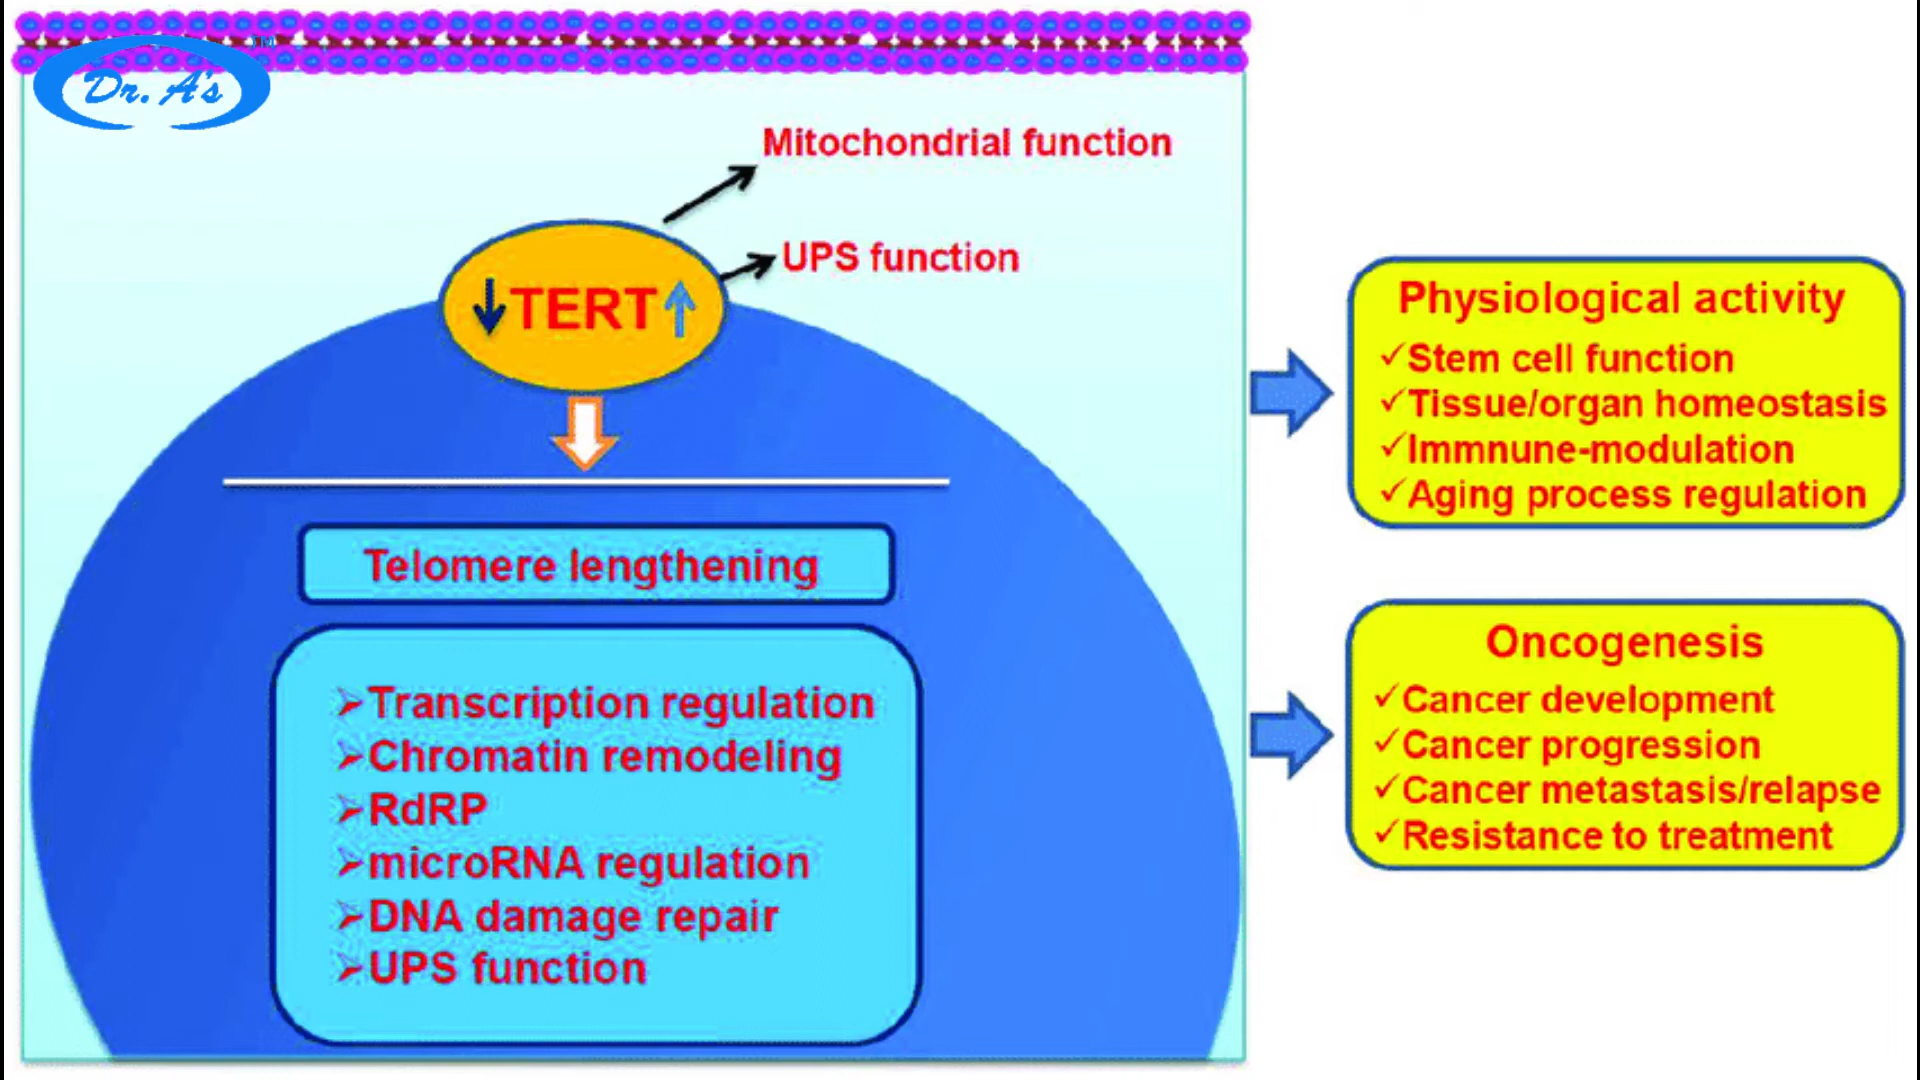 Dr. A's
TM
Mitochondrial function
UPS function
↓TERT↑
Telomere lengthening
➢Transcription regulation
➢Chromatin remodeling
➢RdRP
➢microRNA regulation
➢DNA damage repair
➢UPS function
Physiological activity
✓Stem cell function
✓Tissue/organ homeostasis
✓Immnune-modulation
✓Aging process regulation
Oncogenesis
✓Cancer development
✓Cancer progression
✓Cancer metastasis/relapse
✓Resistance to treatment